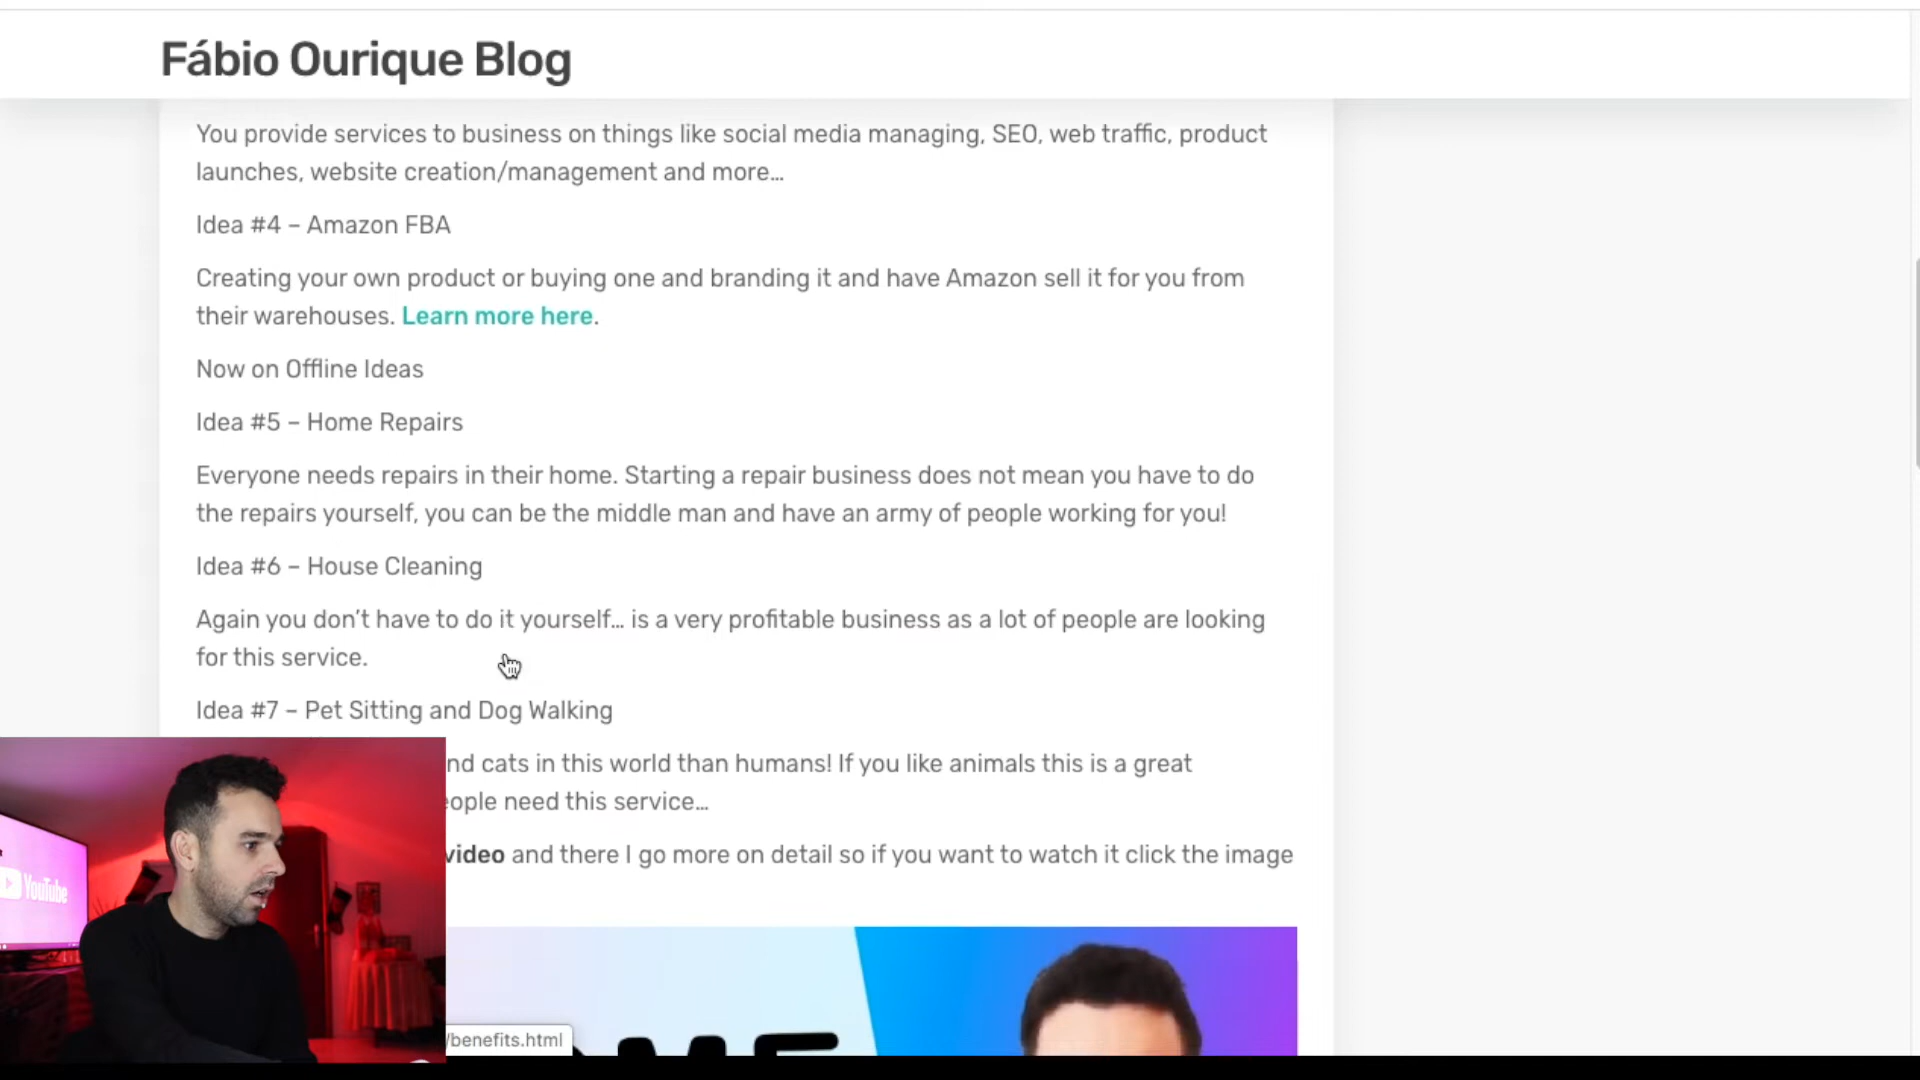 Fábio Ourique Blog
You provide services to business on things like social media managing, SEO, web traffic, product
launches, website creation/management and more…
Idea #4 – Amazon FBA
Creating your own product or buying one and branding it and have Amazon sell it for you from
their warehouses. Learn more here.
Now on Offline Ideas
Idea #5 – Home Repairs
Everyone needs repairs in their home. Starting a repair business does not mean you have to do
the repairs yourself, you can be the middle man and have an army of people working for you!
Idea #6 – House Cleaning
Again you don't have to do it yourself… is a very profitable business as a lot of people are looking
for this service.
Idea #7 – Pet Sitting and Dog Walking
nd cats in this world than humans! If you like animals this is a great
eople need this service…
video and there I go more on detail so if you want to watch it click the image
YouTube
/benefits.html